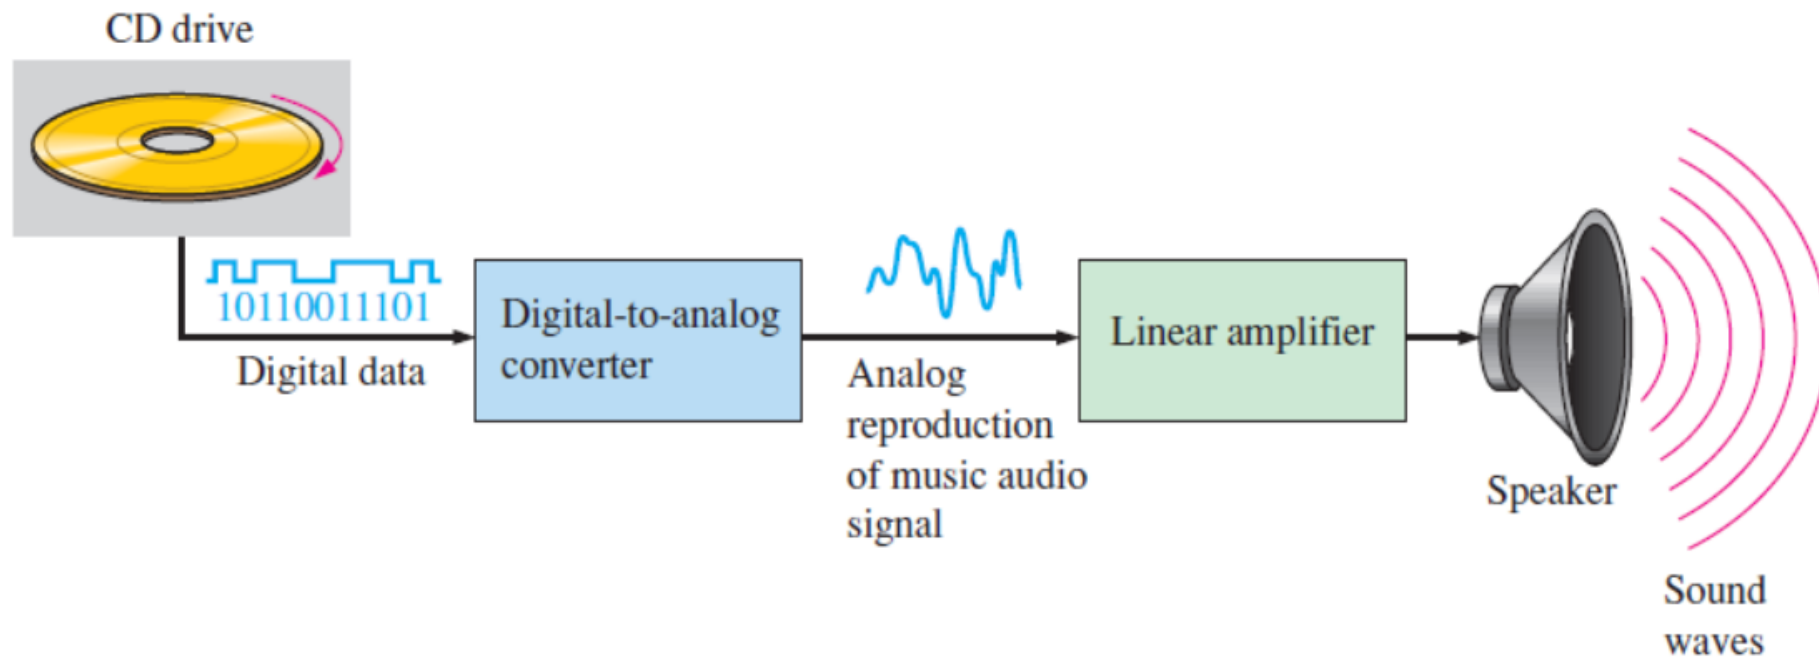 CD drive
10110011101
Digital data
Digital-to-analog
converter
Analog
reproduction
of music audio
signal
Linear amplifier
Speaker
Sound
waves